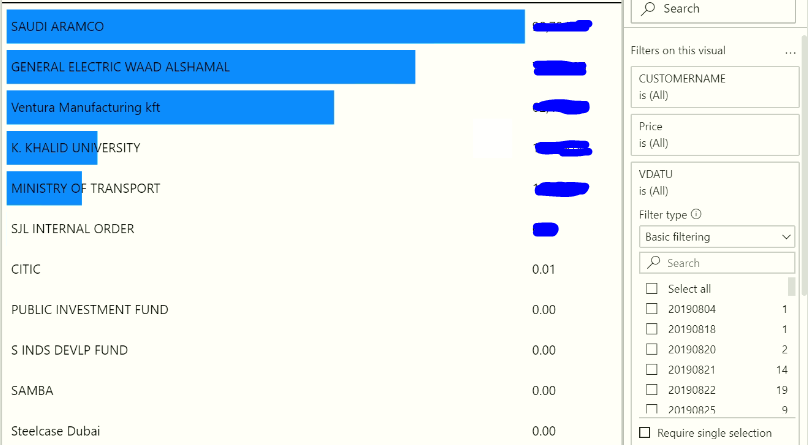 SAUDI ARAMCO
GENERAL ELECTRIC WAAD ALSHAMAL
Ventura Manufacturing kft
K. KHALID UNIVERSITY
MINISTRY OF TRANSPORT
SJL INTERNAL ORDER
CITIC 0.01
PUBLIC INVESTMENT FUND 0.00
S INDS DEVLP FUND 0.00
SAMBA 0.00
Steelcase Dubai 0.00
Search
Filters on this visual ...
CUSTOMERNAME
is (All)
Price
is (All)
VDATU
is (All)
Filter type
Basic filtering
Search
Select all
20190804 1
20190818 1
20190820 2
20190821 14
20190822 19
20190825 9
Require single selection